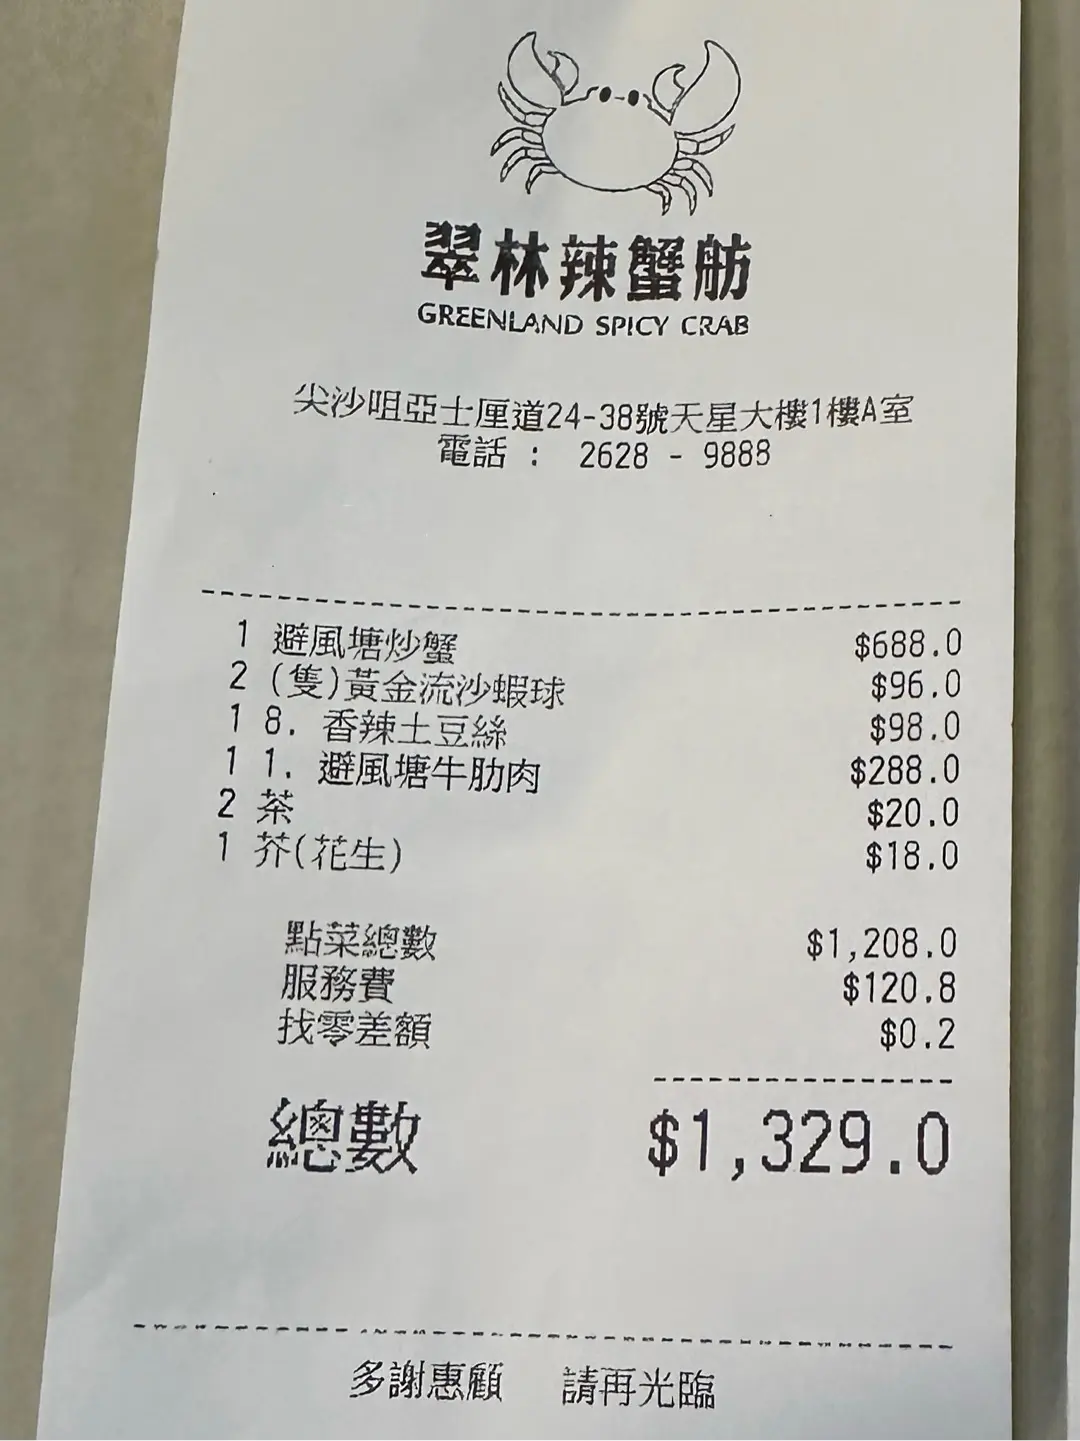 翠林辣蟹舫
GREENLAND SPICY CRAB
尖沙咀亞士厘道24-38號天星大樓1樓A室
電話 : 2628 - 9888
1 避風塘炒蟹 $688.0
2 (隻)黃金流沙蝦球 $96.0
1 8. 香辣土豆絲 $98.0
1 1. 避風塘牛肋肉 $288.0
2 茶 $20.0
1 芥(花生) $18.0
點菜總數 $1,208.0
服務費 $120.8
找零差額 $0.2
總數 $1,329.0
多謝惠顧 請再光臨